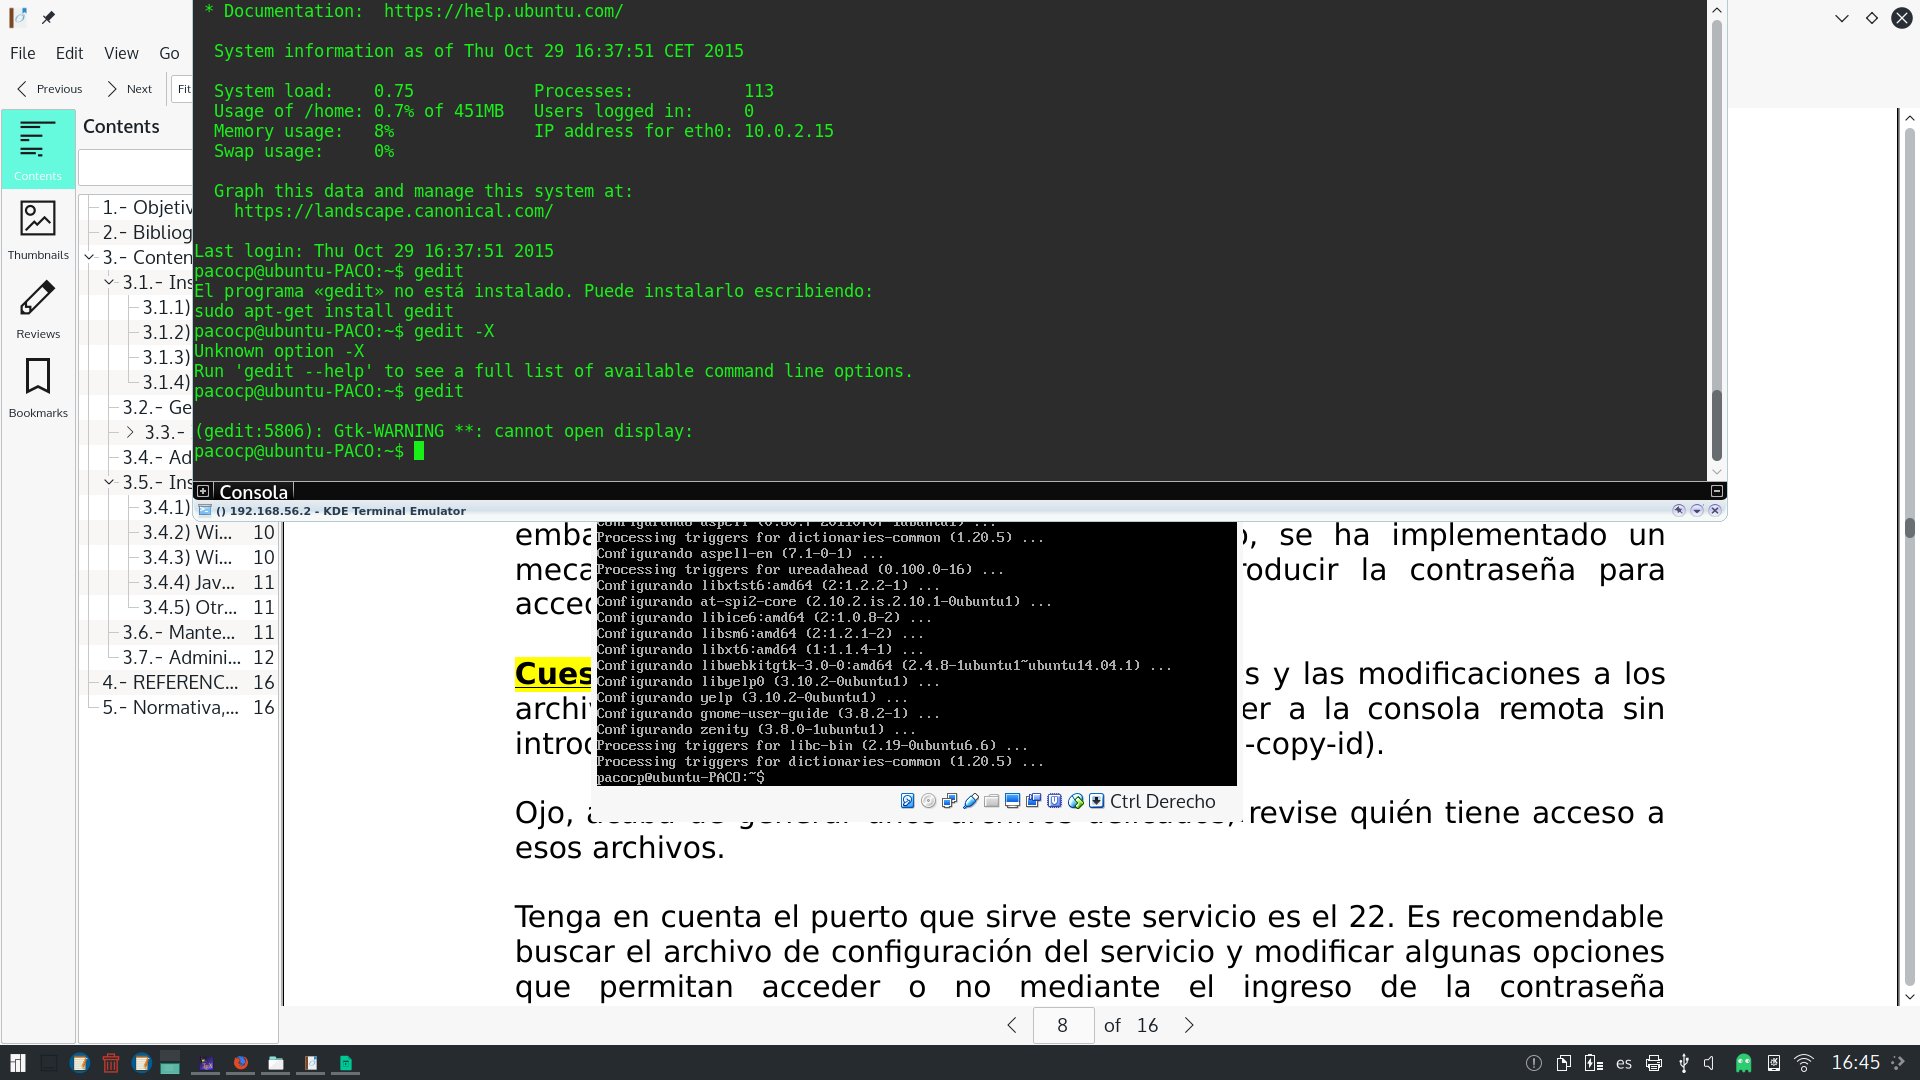 * Documentation:  https://help.ubuntu.com/
System information as of Thu Oct 29 16:37:51 CET 2015
System load:    0.75              Processes:           113
Usage of /home: 0.7% of 451MB   Users logged in:     0
Memory usage:   8%              IP address for eth0: 10.0.2.15
Swap usage:     0%
Graph this data and manage this system at:
https://landscape.canonical.com/
Last login: Thu Oct 29 16:37:51 2015
pacocp@ubuntu-PACO:~$ gedit
El programa «gedit» no está instalado. Puede instalarlo escribiendo:
sudo apt-get install gedit
pacocp@ubuntu-PACO:~$ gedit -X
Unknown option -X
Run 'gedit --help' to see a full list of available command line options.
pacocp@ubuntu-PACO:~$ gedit
(gedit:5806): Gtk-WARNING **: cannot open display:
pacocp@ubuntu-PACO:~$
Consola
() 192.168.56.2 - KDE Terminal Emulator
File Edit View Go
Previous Next Fit
Contents
Contents
Thumbnails
Reviews
Bookmarks
1.- Objetiv
2.- Bibliog
3.- Conten
3.1.- Ins
3.1.1)
3.1.2)
3.1.3)
3.1.4)
3.2.- Ge
3.3.-
3.4.- Ad
3.5.- Ins
3.4.1)
3.4.2) Wi... 10
3.4.3) Wi... 10
3.4.4) Jav... 11
3.4.5) Otr... 11
3.6.- Mante... 11
3.7.- Admini... 12
4.- REFERENC... 16
5.- Normativa,... 16
Processing triggers for dictionaries-common (1.20.5) ...
Configurando aspell-en (7.1-0-1) ...
Processing triggers for ureadahead (0.100.0-16) ...
Configurando libxtst6:amd64 (2:1.2.2-1) ...
Configurando at-spi2-core (2.10.2.is.2.10.1-0ubuntu1) ...
Configurando libice6:amd64 (2:1.0.8-2) ...
Configurando libsm6:amd64 (2:1.2.1-2) ...
Configurando libxt6:amd64 (1:1.1.4-1) ...
Configurando libwebkitgtk-3.0-0:amd64 (2.4.8-1ubuntu1~ubuntu14.04.1) ...
Configurando libyelp0 (3.10.2-0ubuntu1) ...
Configurando yelp (3.10.2-0ubuntu1) ...
Configurando gnome-user-guide (3.8.2-1) ...
Configurando zenity (3.8.0-1ubuntu1) ...
Processing triggers for libc-bin (2.19-0ubuntu6.6) ...
Processing triggers for dictionaries-common (1.20.5) ...
pacocp@ubuntu-PACO:~$
Ctrl Derecho
emba o, se ha implementado un
meca roducir la contraseña para
acced
Cues s y las modificaciones a los
archi er a la consola remota sin
introd -copy-id).
Ojo, revise quién tiene acceso a
esos archivos.
Tenga en cuenta el puerto que sirve este servicio es el 22. Es recomendable
buscar el archivo de configuración del servicio y modificar algunas opciones
que permitan acceder o no mediante el ingreso de la contraseña
8 of 16
es 16:45